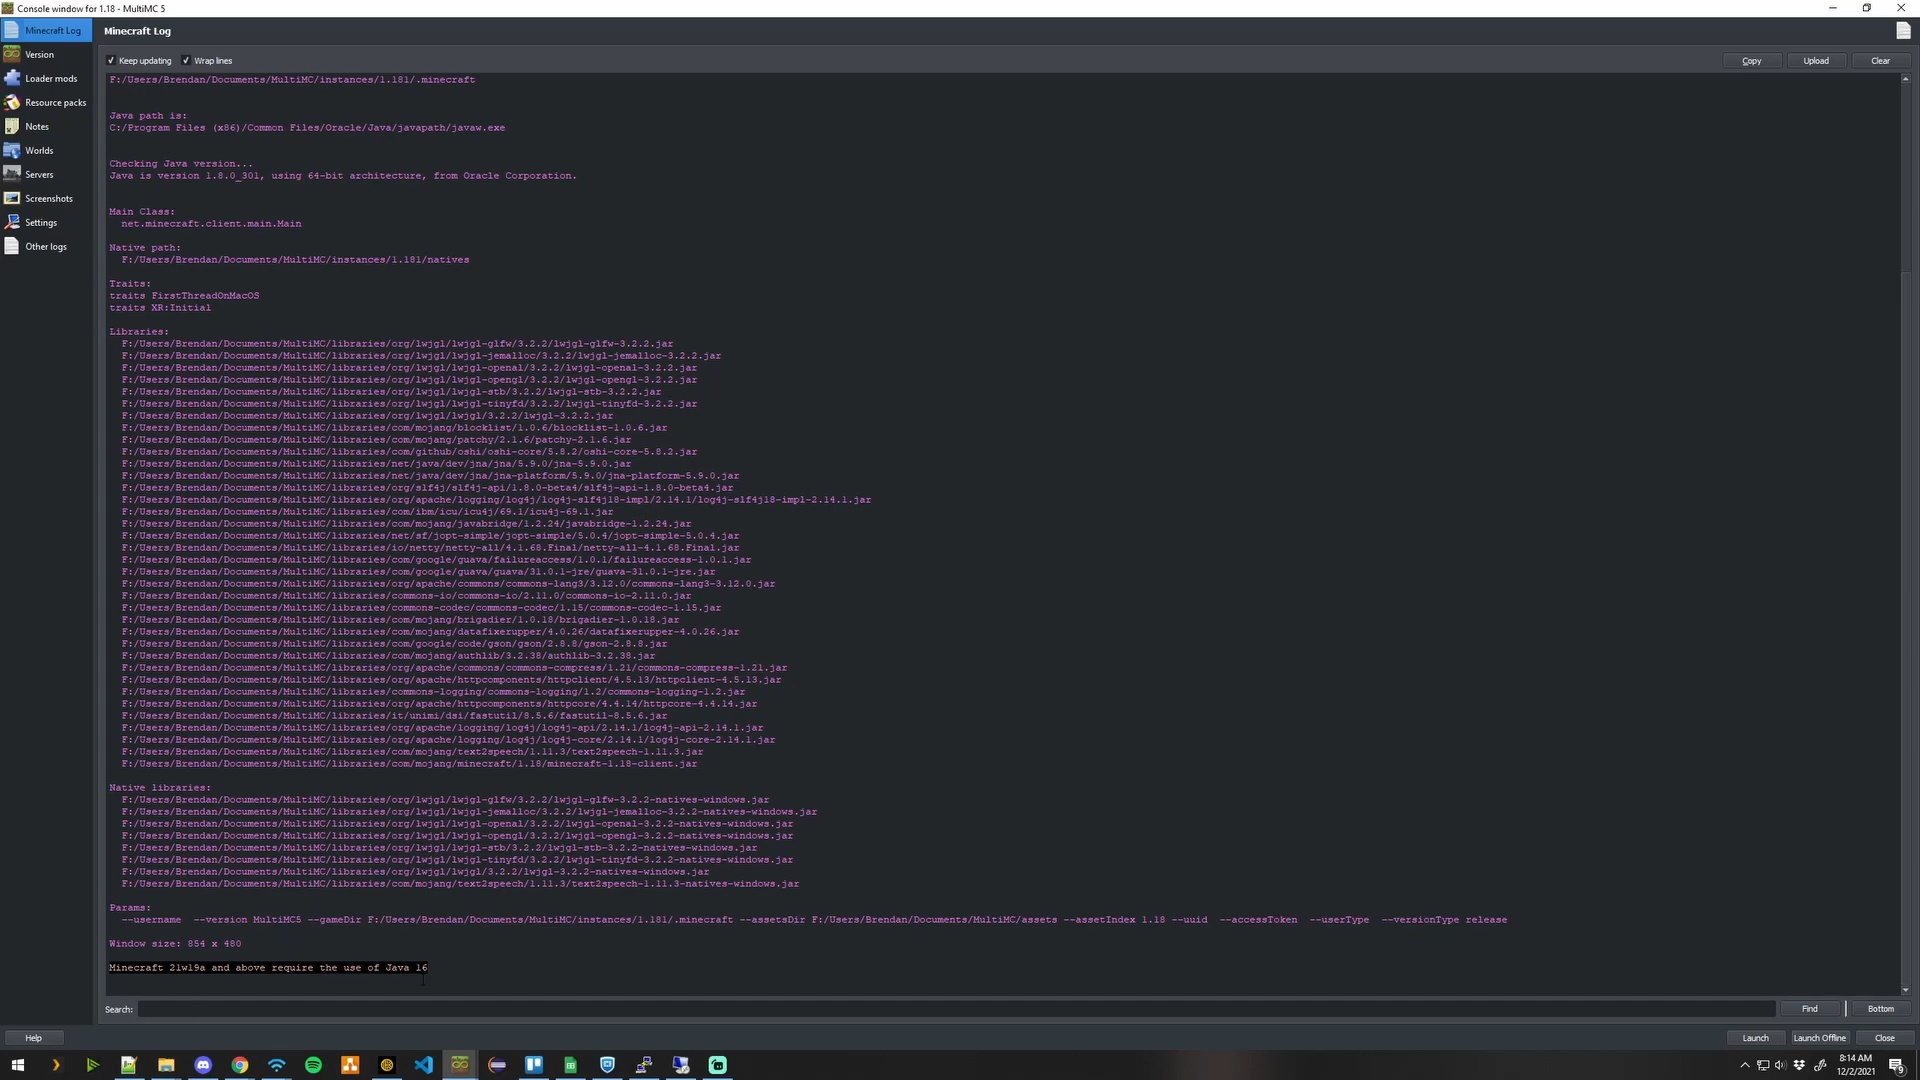 Console window for 1.18 - MultiMC 5
Minecraft Log
Version
Loader mods
Resource packs
Notes
Worlds
Servers
Screenshots
Settings
Other logs
Minecraft Log
Keep updating
Wrap lines
Copy
Upload
Clear
F:/Users/Brendan/Documents/MultiMC/instances/1.181/.minecraft
Java path is:
C:/Program Files (x86)/Common Files/Oracle/Java/javapath/javaw.exe
Checking Java version...
Java is version 1.8.0_301, using 64-bit architecture, from Oracle Corporation.
Main Class:
net.minecraft.client.main.Main
Native path:
F:/Users/Brendan/Documents/MultiMC/instances/1.181/natives
Traits:
traits FirstThreadOnMacOS
traits XR:Initial
Libraries:
F:/Users/Brendan/Documents/MultiMC/libraries/org/lwjgl/lwjgl-glfw/3.2.2/lwjgl-glfw-3.2.2.jar
F:/Users/Brendan/Documents/MultiMC/libraries/org/lwjgl/lwjgl-jemalloc/3.2.2/lwjgl-jemalloc-3.2.2.jar
F:/Users/Brendan/Documents/MultiMC/libraries/org/lwjgl/lwjgl-openal/3.2.2/lwjgl-openal-3.2.2.jar
F:/Users/Brendan/Documents/MultiMC/libraries/org/lwjgl/lwjgl-opengl/3.2.2/lwjgl-opengl-3.2.2.jar
F:/Users/Brendan/Documents/MultiMC/libraries/org/lwjgl/lwjgl-stb/3.2.2/lwjgl-stb-3.2.2.jar
F:/Users/Brendan/Documents/MultiMC/libraries/org/lwjgl/lwjgl-tinyfd/3.2.2/lwjgl-tinyfd-3.2.2.jar
F:/Users/Brendan/Documents/MultiMC/libraries/org/lwjgl/lwjgl/3.2.2/lwjgl-3.2.2.jar
F:/Users/Brendan/Documents/MultiMC/libraries/com/mojang/blocklist/1.0.6/blocklist-1.0.6.jar
F:/Users/Brendan/Documents/MultiMC/libraries/com/mojang/patchy/2.1.6/patchy-2.1.6.jar
F:/Users/Brendan/Documents/MultiMC/libraries/com/github/oshi/oshi-core/5.8.2/oshi-core-5.8.2.jar
F:/Users/Brendan/Documents/MultiMC/libraries/net/java/dev/jna/jna/5.9.0/jna-5.9.0.jar
F:/Users/Brendan/Documents/MultiMC/libraries/net/java/dev/jna/jna-platform/5.9.0/jna-platform-5.9.0.jar
F:/Users/Brendan/Documents/MultiMC/libraries/org/slf4j/slf4j-api/1.8.0-beta4/slf4j-api-1.8.0-beta4.jar
F:/Users/Brendan/Documents/MultiMC/libraries/org/apache/logging/log4j/log4j-slf4j18-impl/2.14.1/log4j-slf4j18-impl-2.14.1.jar
F:/Users/Brendan/Documents/MultiMC/libraries/com/ibm/icu/icu4j/69.1/icu4j-69.1.jar
F:/Users/Brendan/Documents/MultiMC/libraries/com/mojang/javabridge/1.2.24/javabridge-1.2.24.jar
F:/Users/Brendan/Documents/MultiMC/libraries/net/sf/jopt-simple/jopt-simple/5.0.4/jopt-simple-5.0.4.jar
F:/Users/Brendan/Documents/MultiMC/libraries/io/netty/netty-all/4.1.68.Final/netty-all-4.1.68.Final.jar
F:/Users/Brendan/Documents/MultiMC/libraries/com/google/guava/failureaccess/1.0.1/failureaccess-1.0.1.jar
F:/Users/Brendan/Documents/MultiMC/libraries/com/google/guava/guava/31.0.1-jre/guava-31.0.1-jre.jar
F:/Users/Brendan/Documents/MultiMC/libraries/org/apache/commons/commons-lang3/3.12.0/commons-lang3-3.12.0.jar
F:/Users/Brendan/Documents/MultiMC/libraries/commons-io/commons-io/2.11.0/commons-io-2.11.0.jar
F:/Users/Brendan/Documents/MultiMC/libraries/commons-codec/commons-codec/1.15/commons-codec-1.15.jar
F:/Users/Brendan/Documents/MultiMC/libraries/com/mojang/brigadier/1.0.18/brigadier-1.0.18.jar
F:/Users/Brendan/Documents/MultiMC/libraries/com/mojang/datafixerupper/4.0.26/datafixerupper-4.0.26.jar
F:/Users/Brendan/Documents/MultiMC/libraries/com/google/code/gson/gson/2.8.8/gson-2.8.8.jar
F:/Users/Brendan/Documents/MultiMC/libraries/com/mojang/authlib/3.2.38/authlib-3.2.38.jar
F:/Users/Brendan/Documents/MultiMC/libraries/org/apache/commons/commons-compress/1.21/commons-compress-1.21.jar
F:/Users/Brendan/Documents/MultiMC/libraries/org/apache/httpcomponents/httpclient/4.5.13/httpclient-4.5.13.jar
F:/Users/Brendan/Documents/MultiMC/libraries/commons-logging/commons-logging/1.2/commons-logging-1.2.jar
F:/Users/Brendan/Documents/MultiMC/libraries/org/apache/httpcomponents/httpcore/4.4.14/httpcore-4.4.14.jar
F:/Users/Brendan/Documents/MultiMC/libraries/it/unimi/dsi/fastutil/8.5.6/fastutil-8.5.6.jar
F:/Users/Brendan/Documents/MultiMC/libraries/org/apache/logging/log4j/log4j-api/2.14.1/log4j-api-2.14.1.jar
F:/Users/Brendan/Documents/MultiMC/libraries/org/apache/logging/log4j/log4j-core/2.14.1/log4j-core-2.14.1.jar
F:/Users/Brendan/Documents/MultiMC/libraries/com/mojang/text2speech/1.11.3/text2speech-1.11.3.jar
F:/Users/Brendan/Documents/MultiMC/libraries/com/mojang/minecraft/1.18/minecraft-1.18-client.jar
Native libraries:
F:/Users/Brendan/Documents/MultiMC/libraries/org/lwjgl/lwjgl-glfw/3.2.2/lwjgl-glfw-3.2.2-natives-windows.jar
F:/Users/Brendan/Documents/MultiMC/libraries/org/lwjgl/lwjgl-jemalloc/3.2.2/lwjgl-jemalloc-3.2.2-natives-windows.jar
F:/Users/Brendan/Documents/MultiMC/libraries/org/lwjgl/lwjgl-openal/3.2.2/lwjgl-openal-3.2.2-natives-windows.jar
F:/Users/Brendan/Documents/MultiMC/libraries/org/lwjgl/lwjgl-opengl/3.2.2/lwjgl-opengl-3.2.2-natives-windows.jar
F:/Users/Brendan/Documents/MultiMC/libraries/org/lwjgl/lwjgl-stb/3.2.2/lwjgl-stb-3.2.2-natives-windows.jar
F:/Users/Brendan/Documents/MultiMC/libraries/org/lwjgl/lwjgl-tinyfd/3.2.2/lwjgl-tinyfd-3.2.2-natives-windows.jar
F:/Users/Brendan/Documents/MultiMC/libraries/org/lwjgl/lwjgl/3.2.2/lwjgl-3.2.2-natives-windows.jar
F:/Users/Brendan/Documents/MultiMC/libraries/com/mojang/text2speech/1.11.3/text2speech-1.11.3-natives-windows.jar
Params:
--username --version MultiMC5 --gameDir F:/Users/Brendan/Documents/MultiMC/instances/1.181/.minecraft --assetsDir F:/Users/Brendan/Documents/MultiMC/assets --assetIndex 1.18 --uuid --accessToken --userType --versionType release
Window size: 854 x 480
Minecraft 21w19a and above require the use of Java 16
Search:
Find
Bottom
Help
Launch
Launch Offline
Close
8:14 AM
12/2/2021